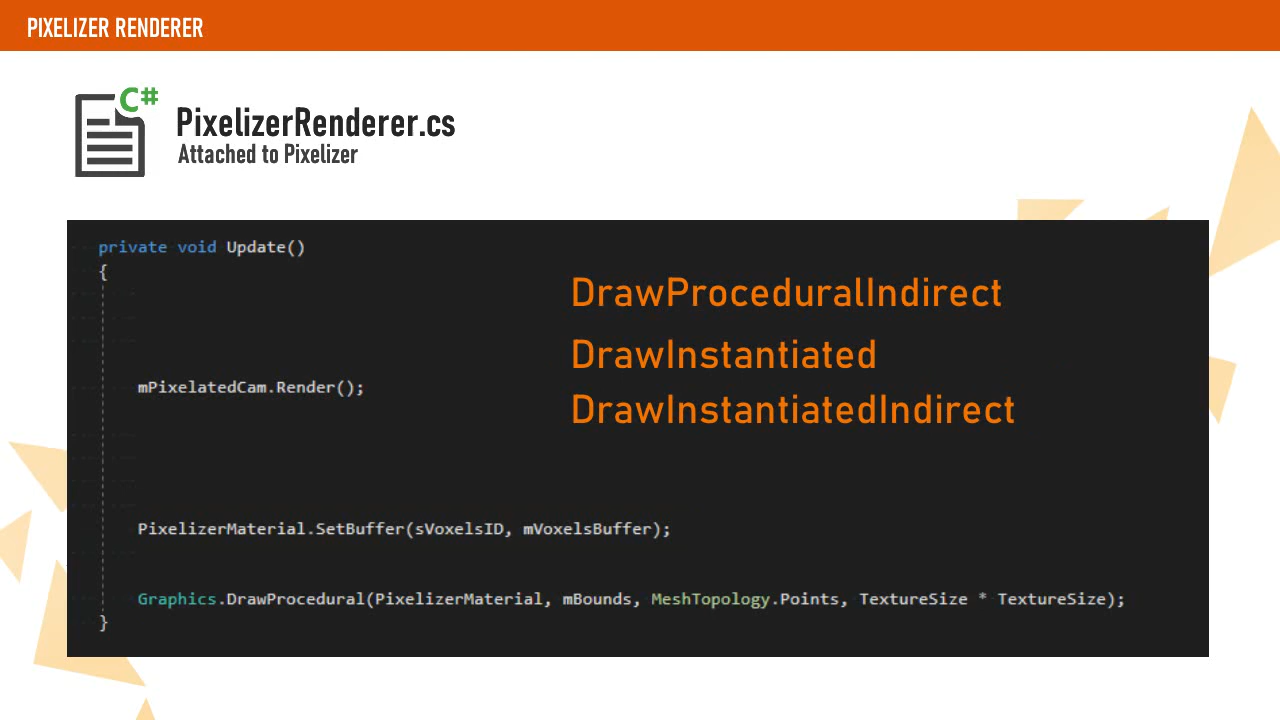 PIXELIZER RENDERER
C#
PixelizerRenderer.cs
Attached to Pixelizer
private void Update()
{
DrawProceduralIndirect
DrawInstantiated
mPixelatedCam.Render();
DrawInstantiatedIndirect
PixelizerMaterial.SetBuffer(sVoxelsID, mVoxelsBuffer);
Graphics.DrawProcedural(PixelizerMaterial, mBounds, MeshTopology.Points, TextureSize * TextureSize);
}